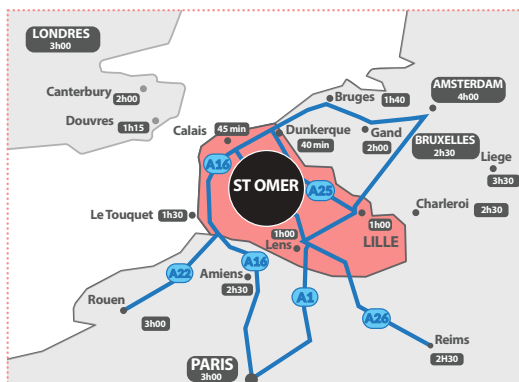 LONDRES
3h00
Canterbury
2h00
Douvres
1h15
Calais
45 min
Bruges
1h40
AMSTERDAM
4h00
Dunkerque
40 min
Gand
2h00
BRUXELLES
2h30
Liege
3h30
A16
ST OMER
A25
Le Touquet
1h30
1h00
LILLE
Charleroi
2h30
1h00
Lens
A16
A22
Amiens
2h30
A1
Rouen
3h00
A26
Reims
2H30
PARIS
3h00